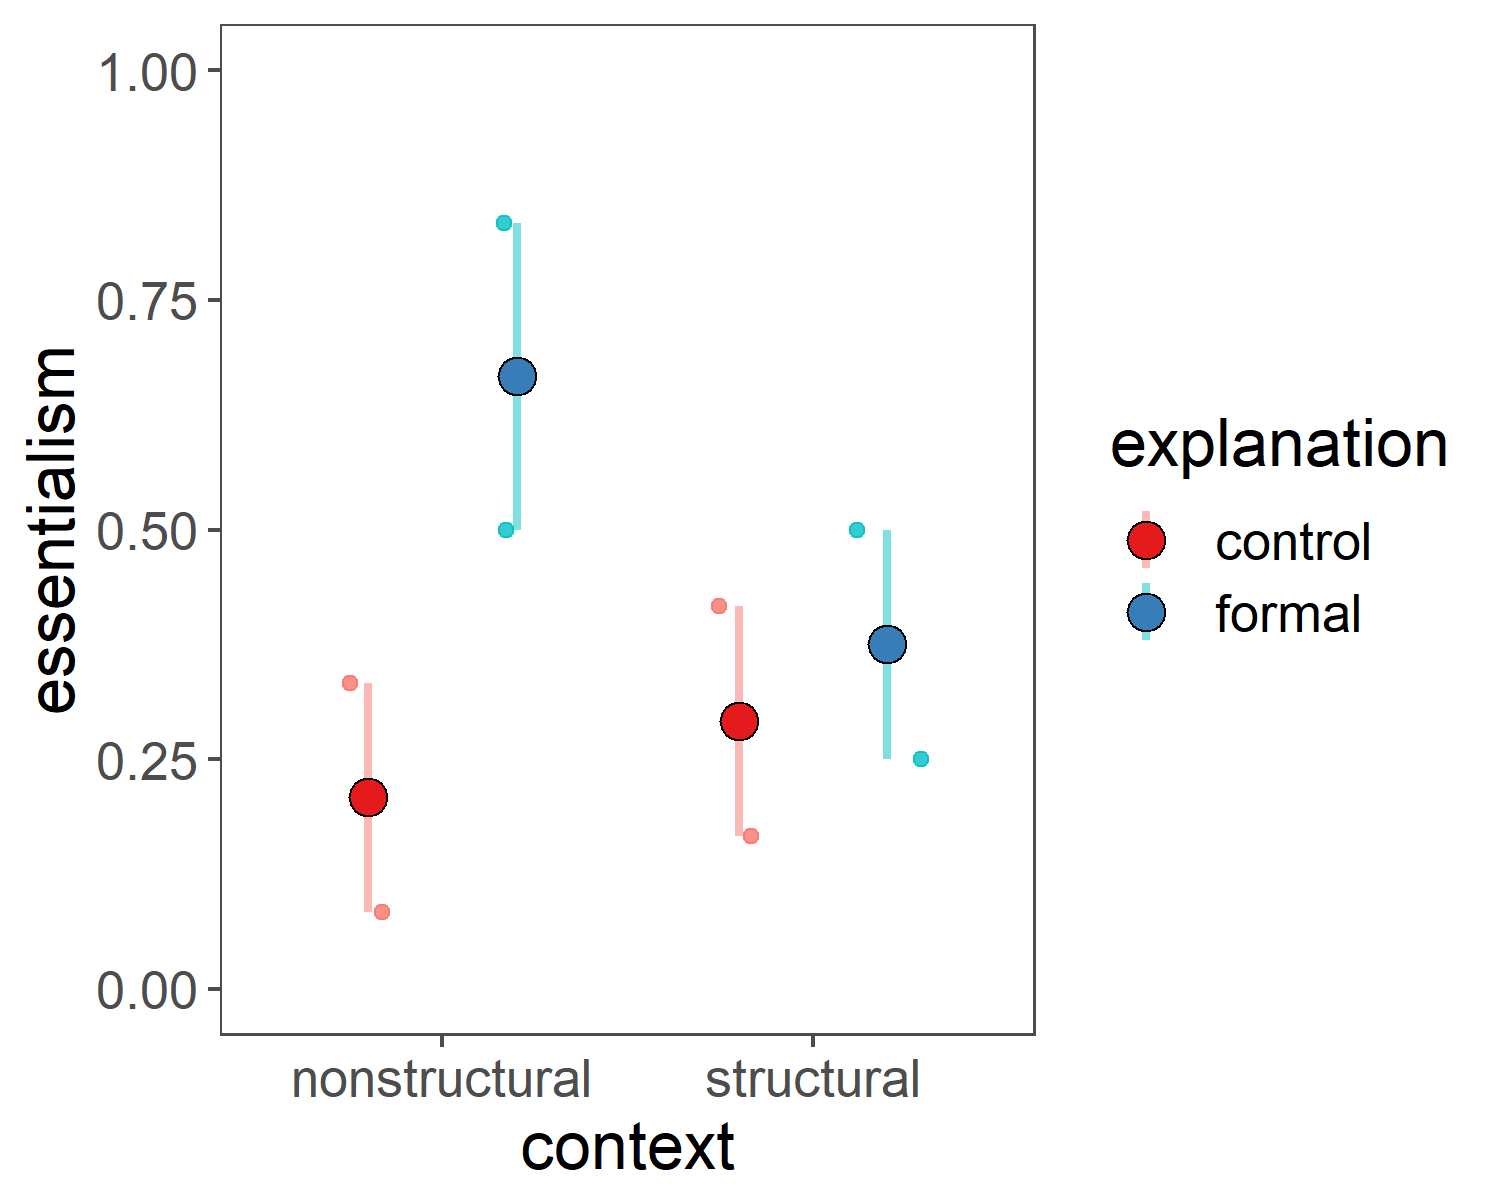 essentialism
1.00
0.75
0.50
0.25
0.00
nonstructural
structural
context
explanation
control
formal